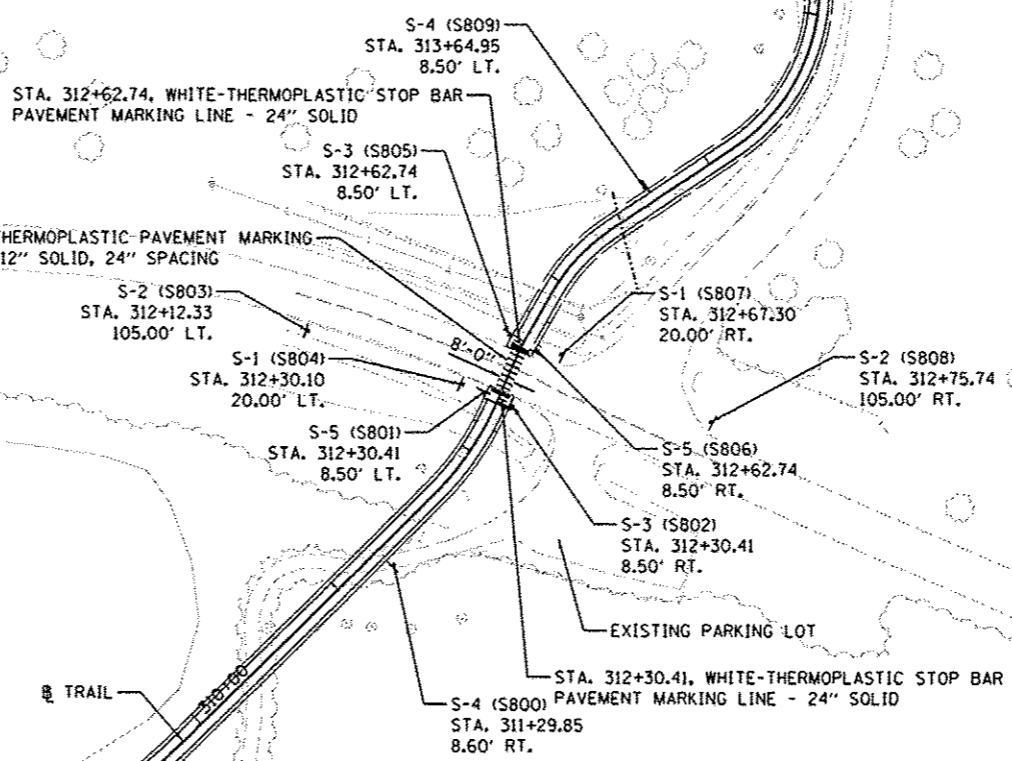 S-4 (S809)
STA. 313+64.95
8.50' LT.
STA. 312+62.74, WHITE-THERMOPLASTIC STOP BAR
PAVEMENT MARKING LINE - 24" SOLID
S-3 (S805)
STA. 312+62.74
8.50' LT.
THERMOPLASTIC PAVEMENT MARKING
12" SOLID, 24" SPACING
S-2 (S803)
STA. 312+12.33
105.00' LT.
S-1 (S804)
STA. 312+30.10
20.00' LT.
8'-0"
S-1 (S807)
STA. 312+67.30
20.00' RT.
S-2 (S808)
STA. 312+75.74
105.00' RT.
S-5 (S801)
STA. 312+30.41
8.50' LT.
S-5 (S806)
STA. 312+62.74
8.50' RT.
S-3 (S802)
STA. 312+30.41
8.50' RT.
EXISTING PARKING LOT
STA. 312+30.41, WHITE-THERMOPLASTIC STOP BAR
PAVEMENT MARKING LINE - 24" SOLID
310+00
TRAIL
S-4 (S800)
STA. 311+29.85
8.60' RT.